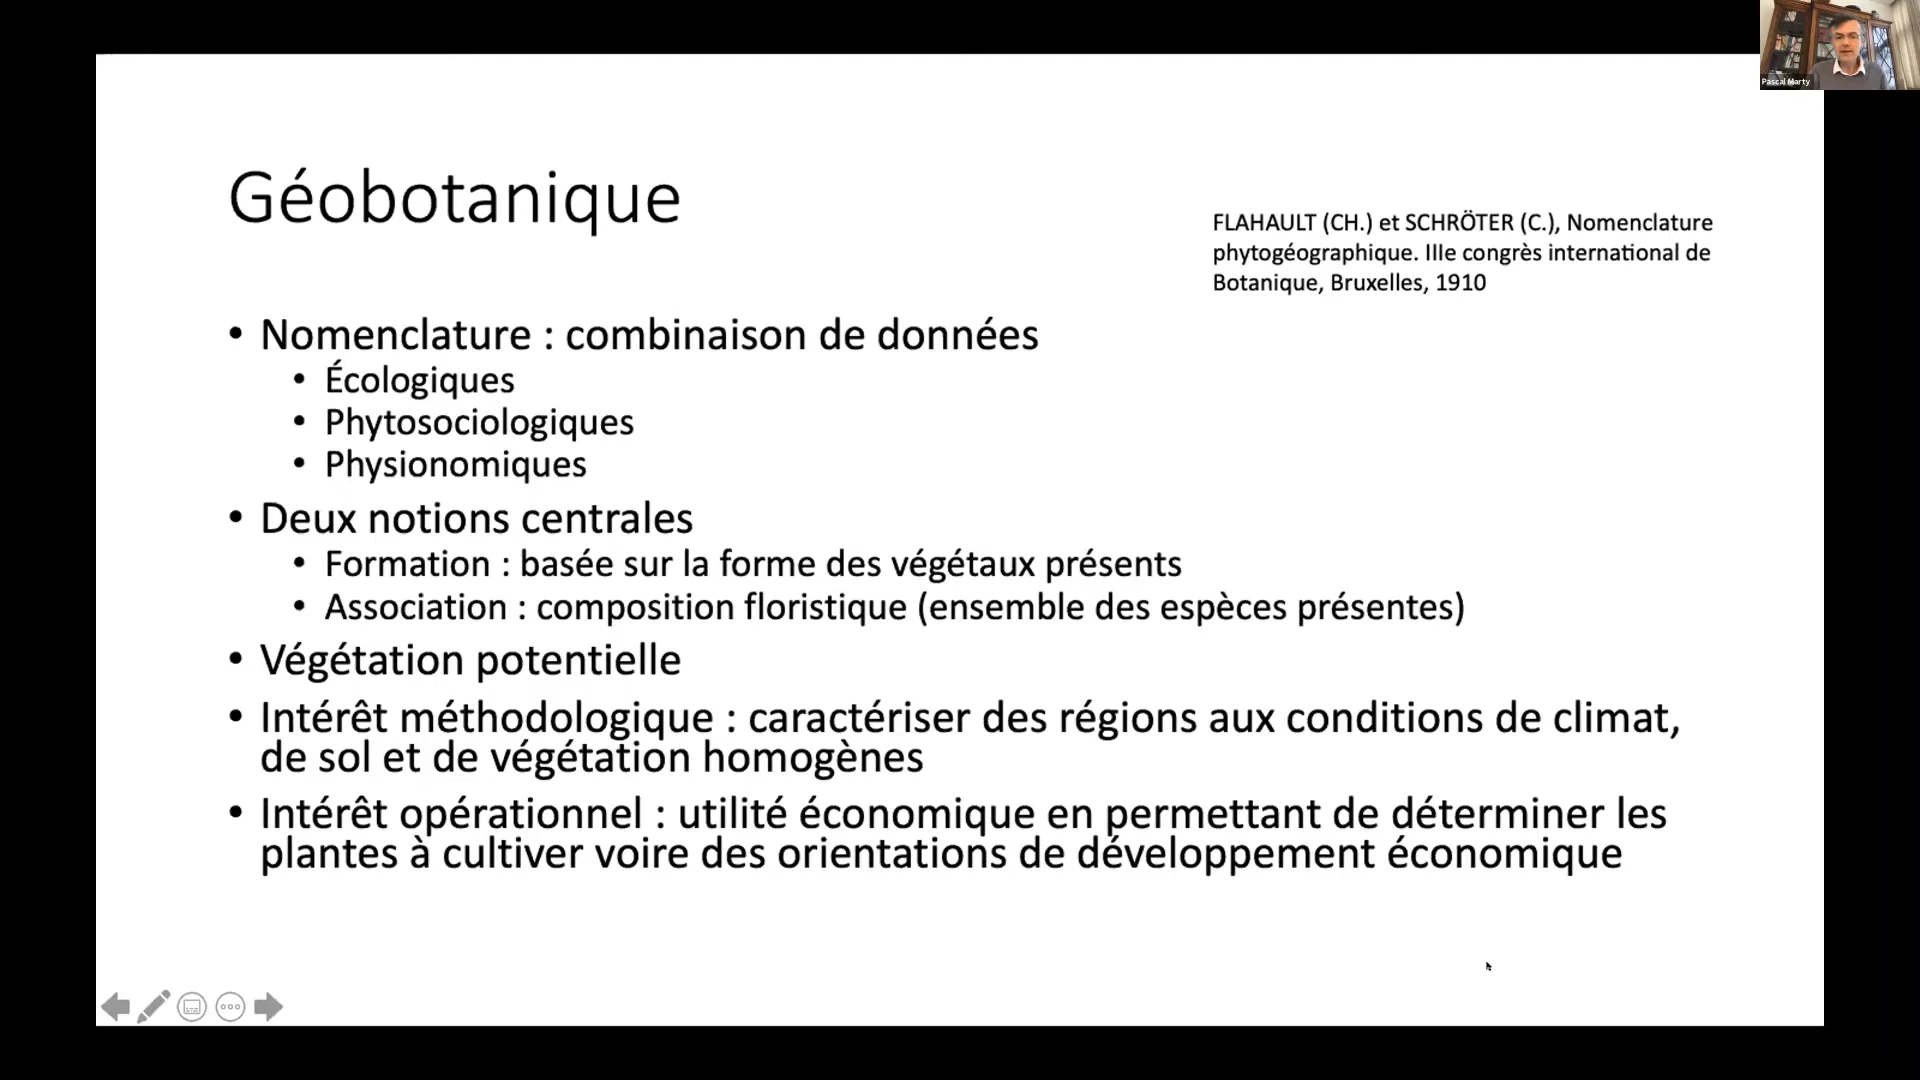 Pascal Marty
Géobotanique
FLAHAULT (CH.) et SCHRÖTER (C.), Nomenclature
phytogéographique. IIIe congrès international de
Botanique, Bruxelles, 1910
• Nomenclature : combinaison de données
• Écologiques
• Phytosociologiques
• Physionomiques
• Deux notions centrales
• Formation : basée sur la forme des végétaux présents
• Association : composition floristique (ensemble des espèces présentes)
• Végétation potentielle
• Intérêt méthodologique : caractériser des régions aux conditions de climat,
de sol et de végétation homogènes
• Intérêt opérationnel : utilité économique en permettant de déterminer les
plantes à cultiver voire des orientations de développement économique